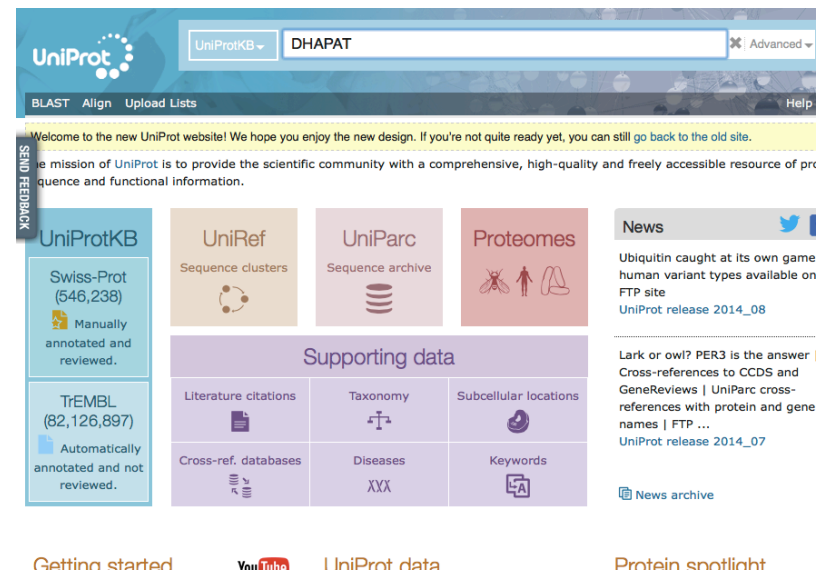 UniProt
UniProtKB
DHAPAT
Advanced
BLAST Align Upload Lists
Help
Welcome to the new UniProt website! We hope you enjoy the new design. If you're not quite ready yet, you can still go back to the old site.
SEND FEEDBACK
mission of UniProt is to provide the scientific community with a comprehensive, high-quality and freely accessible resource of
and functional information.
UniProtKB
Swiss-Prot
(546,238)
Manually
annotated and
reviewed.
TrEMBL
(82,126,897)
Automatically
annotated and not
reviewed.
UniRef
Sequence clusters
UniParc
Sequence archive
Proteomes
Supporting data
Literature citations
Taxonomy
Subcellular locations
Cross-ref. databases
Diseases
Keywords
News
Ubiquitin caught at its own game
human variant types available on
FTP site
UniProt release 2014_08
Lark or owl? PER3 is the answer |
Cross-references to CCDS and
GeneReviews | UniParc cross-
references with protein and gene
names | FTP ...
UniProt release 2014_07
News archive
Getting started
YouTube
UniProt data
Protein spotlight